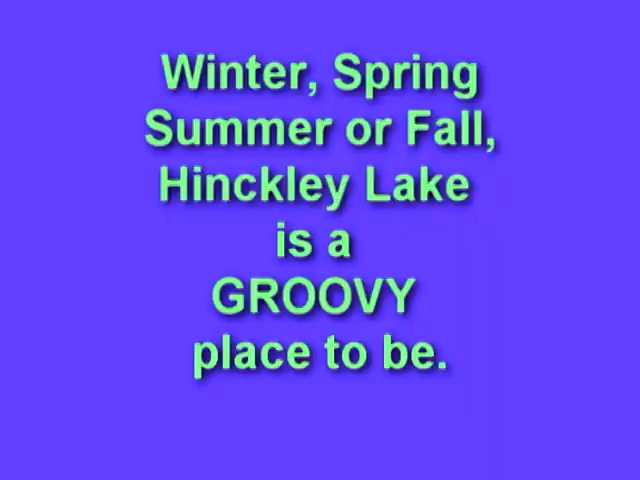 Winter, Spring
Summer or Fall,
Hinckley Lake
is a
GROOVY
place to be.